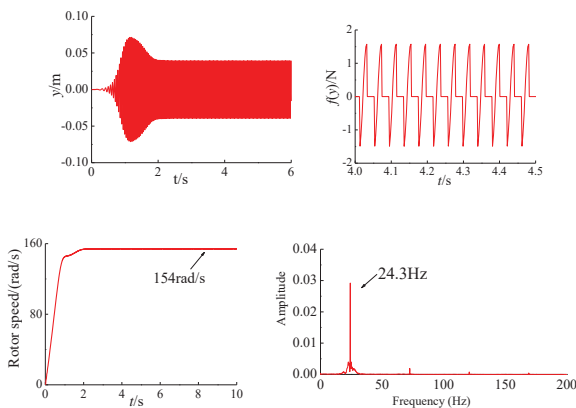 0.10
0.05
0.00
-0.05
-0.10
y/m
0 2 4 6
t/s
2
1
0
-1
-2
f(y)/N
4.0 4.1 4.2 4.3 4.4 4.5
t/s
160
80
0
Rotor speed/(rad/s)
154rad/s
0 2 4 6 8 10
t/s
0.04
0.03
0.02
0.01
0.00
Amplitude
24.3Hz
0 50 100 150 200
Frequency (Hz)